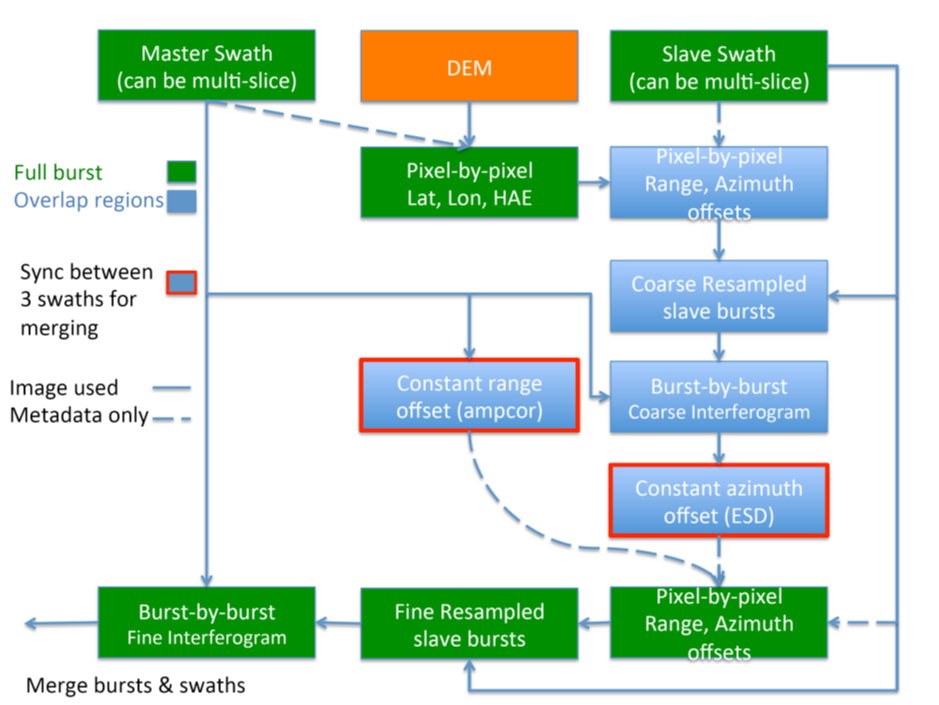 Master Swath
(can be multi-slice)
DEM
Slave Swath
(can be multi-slice)
Pixel-by-pixel
Lat, Lon, HAE
Pixel-by-pixel
Range, Azimuth
offsets
Full burst
Overlap regions
Sync between
3 swaths for
merging
Coarse Resampled
slave bursts
Image used
Metadata only
Constant range
offset (ampcor)
Burst-by-burst
Coarse Interferogram
Constant azimuth
offset (ESD)
Burst-by-burst
Fine Interferogram
Fine Resampled
slave bursts
Pixel-by-pixel
Range, Azimuth
offsets
Merge bursts & swaths